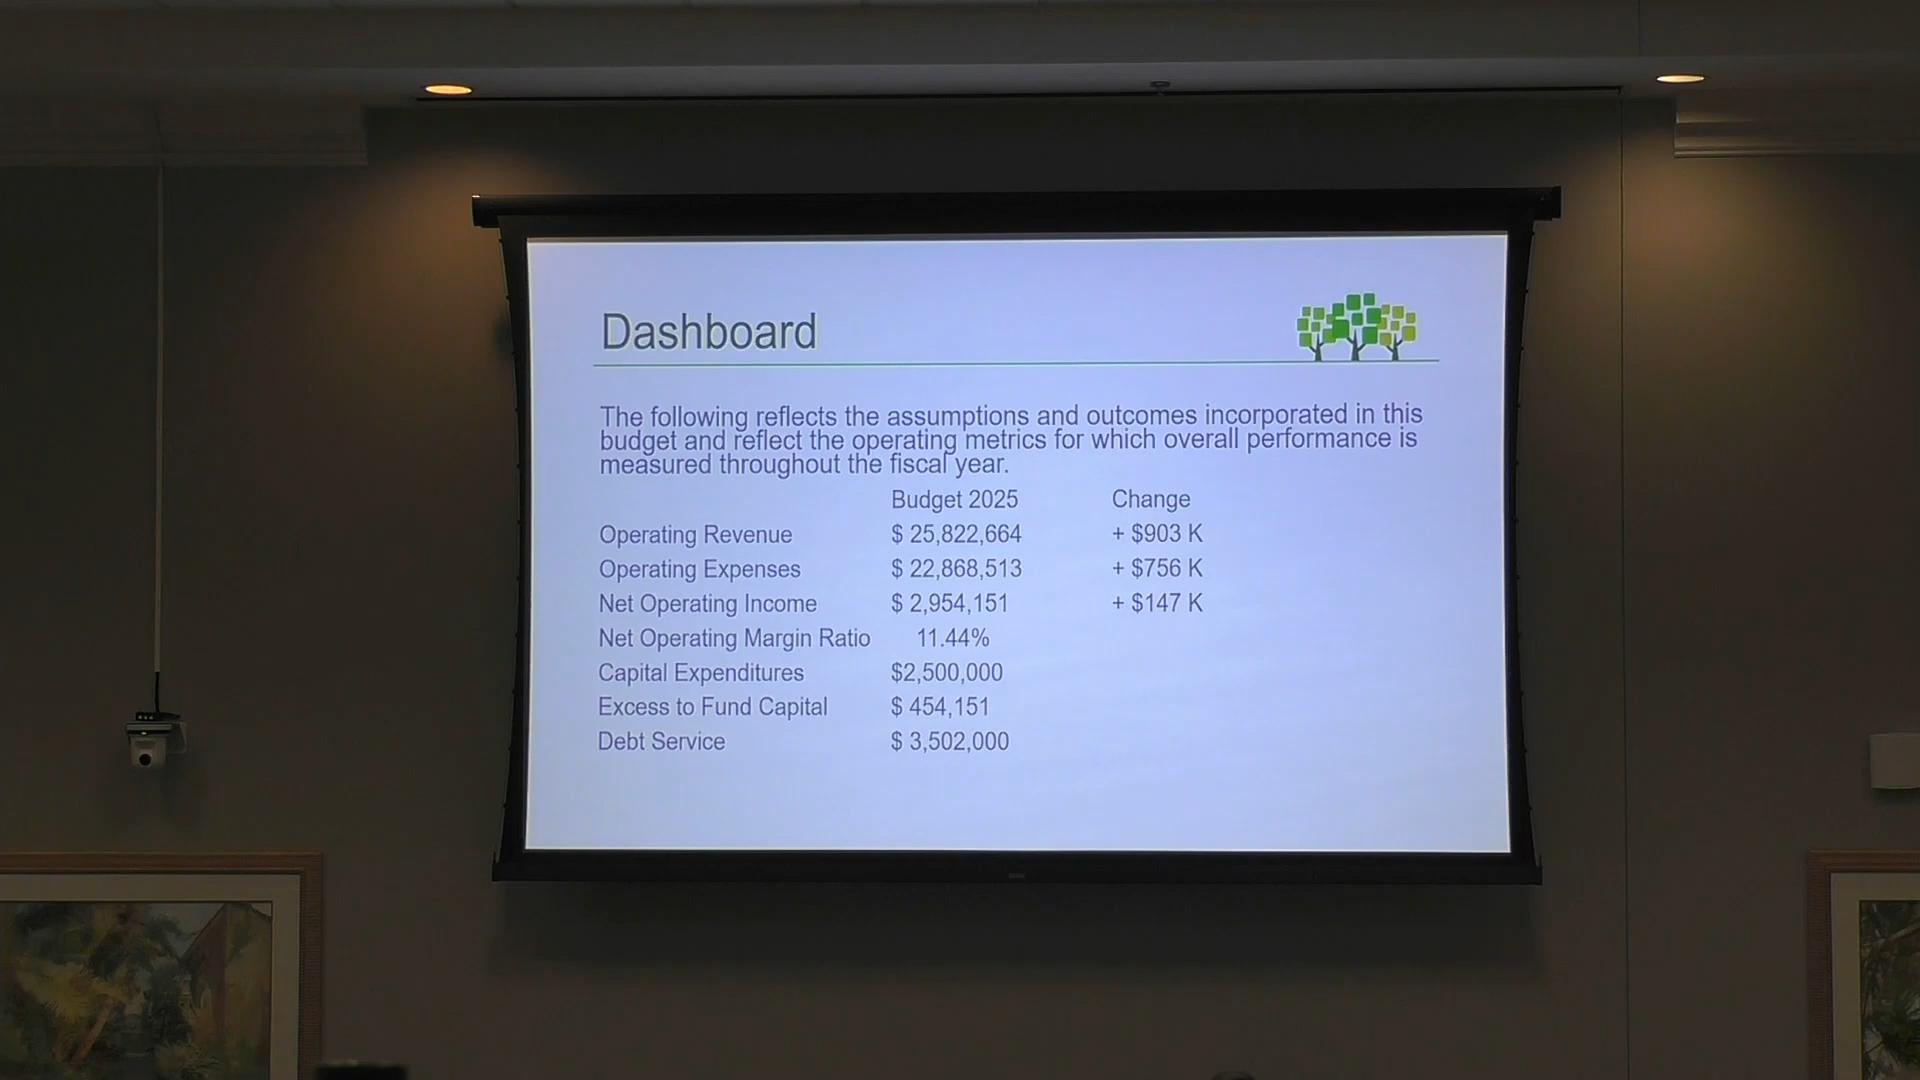 Dashboard
The following reflects the assumptions and outcomes incorporated in this
budget and reflect the operating metrics for which overall performance is
measured throughout the fiscal year.
Budget 2025 Change
Operating Revenue $ 25,822,664 + $903 K
Operating Expenses $ 22,868,513 + $756 K
Net Operating Income $ 2,954,151 + $147 K
Net Operating Margin Ratio 11.44%
Capital Expenditures $2,500,000
Excess to Fund Capital $ 454,151
Debt Service $ 3,502,000